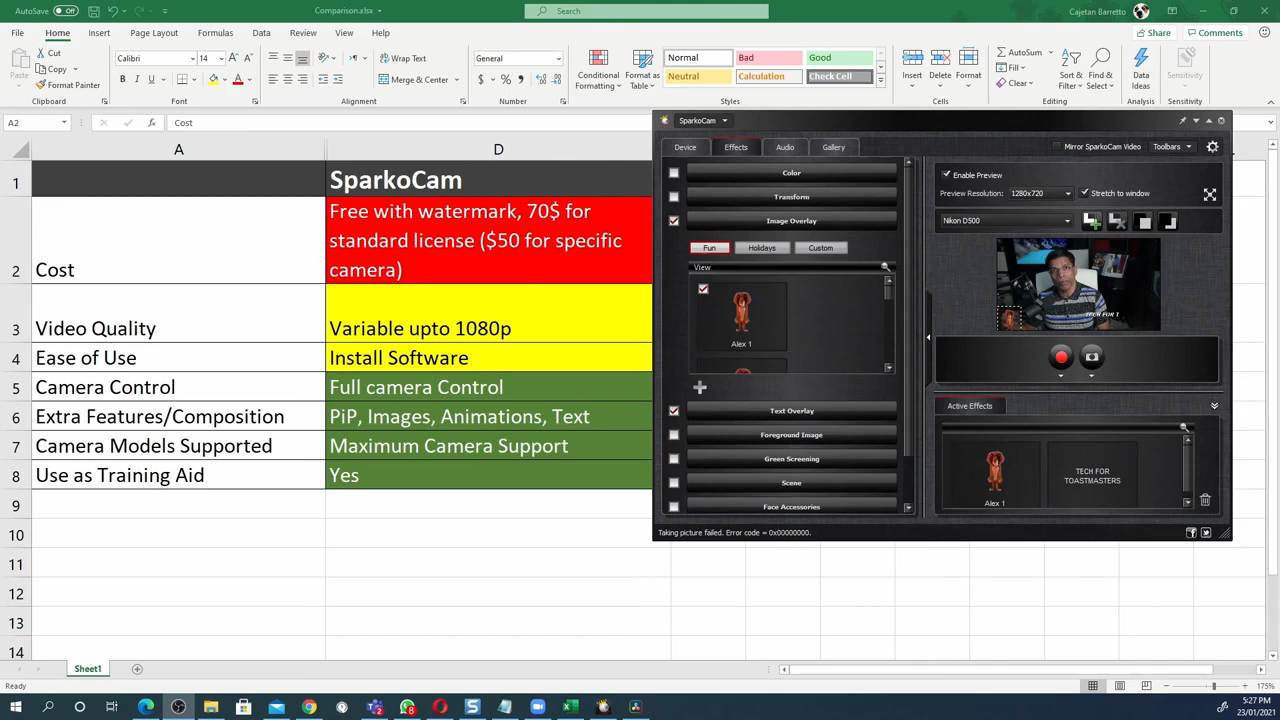 AutoSave Off
Comparison.xlsx
Search
Cajetan Barretto
File Home Insert Page Layout Formulas Data Review View Help
Share Comments
Paste
Cut
Copy
Format Painter
Calibri 14
Wrap Text
Merge & Center
General
Conditional Formatting
Format as Table
Normal Bad Good
Neutral Calculation Check Cell
Insert Delete Format
AutoSum
Fill
Clear
Sort & Filter
Find & Select
Data Ideas
Sensitivity
Clipboard Font Alignment Number Styles Cells Editing Analysis Sensitivity
A2
Cost
A D
1 SparkoCam
2 Cost Free with watermark, 70$ for
standard license ($50 for specific
camera)
3 Video Quality Variable upto 1080p
4 Ease of Use Install Software
5 Camera Control Full camera Control
6 Extra Features/Composition PiP, Images, Animations, Text
7 Camera Models Supported Maximum Camera Support
8 Use as Training Aid Yes
9
10
11
12
13
14
SparkoCam
Device Effects Audio Gallery
Mirror SparkoCam Video Toolbars
Color
Transform
Image Overlay
Fun Holidays Custom
View
Alex 1
Text Overlay
Foreground Image
Green Screening
Scene
Face Accessories
Enable Preview
Preview Resolution: 1280x720 Stretch to window
Nikon D500
TECH FOR T
Active Effects
Alex 1
TECH FOR
TOASTMASTERS
Taking picture failed. Error code = 0x00000000.
Sheet1
Ready
175%
8
5:27 PM
23/01/2021